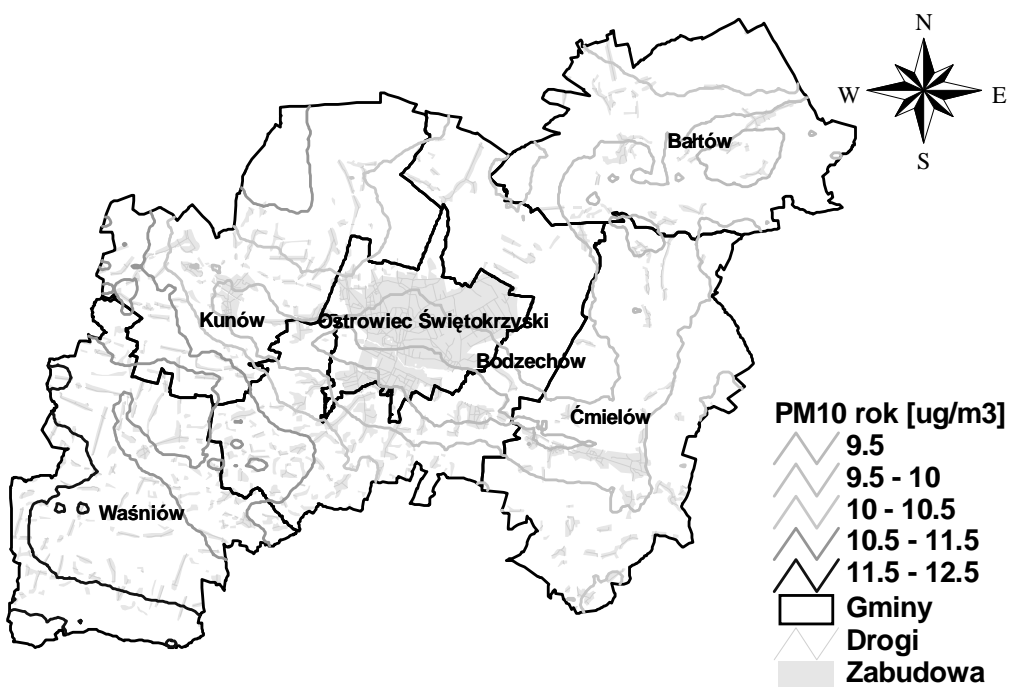 N
W
E
S
Bałtów
Kunów
Ostrowiec Świętokrzyski
Bodzechów
Ćmielów
Waśniów
PM10 rok [ug/m3]
9.5
9.5 - 10
10 - 10.5
10.5 - 11.5
11.5 - 12.5
Gminy
Drogi
Zabudowa